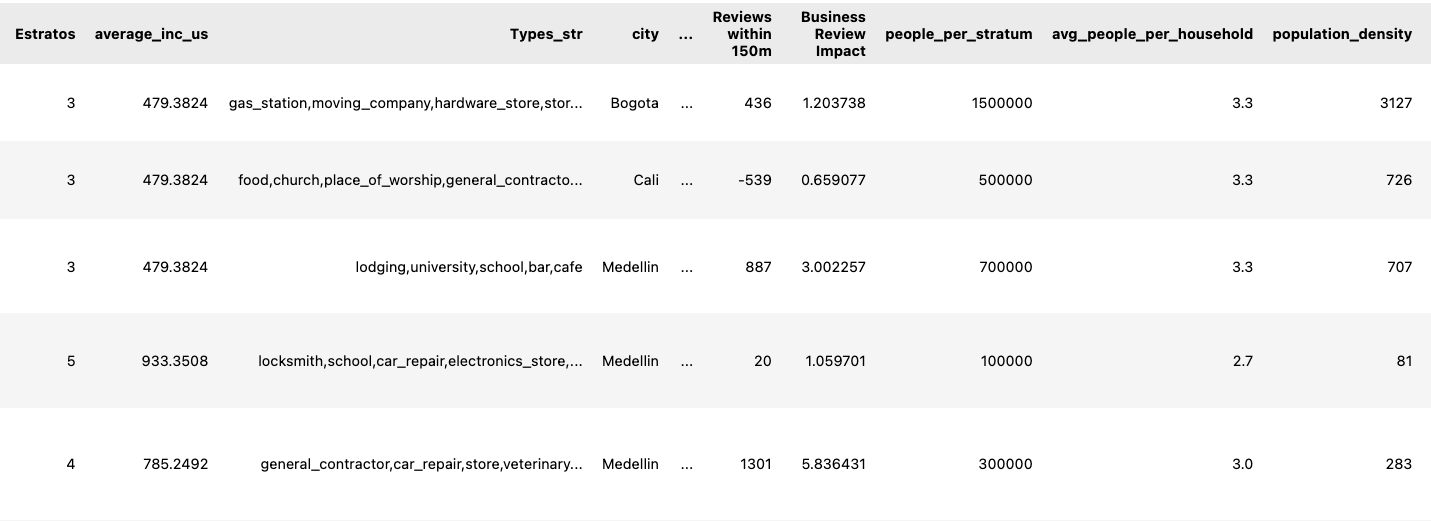 Estratos average_inc_us Types_str city ... Reviews within 150m Business Review Impact people_per_stratum avg_people_per_household population_density
3 479.3824 gas_station,moving_company,hardware_store,stor... Bogota ... 436 1.203738 1500000 3.3 3127
3 479.3824 food,church,place_of_worship,general_contracto... Cali ... -539 0.659077 500000 3.3 726
3 479.3824 lodging,university,school,bar,cafe Medellin ... 887 3.002257 700000 3.3 707
5 933.3508 locksmith,school,car_repair,electronics_store,... Medellin ... 20 1.059701 100000 2.7 81
4 785.2492 general_contractor,car_repair,store,veterinary... Medellin ... 1301 5.836431 300000 3.0 283